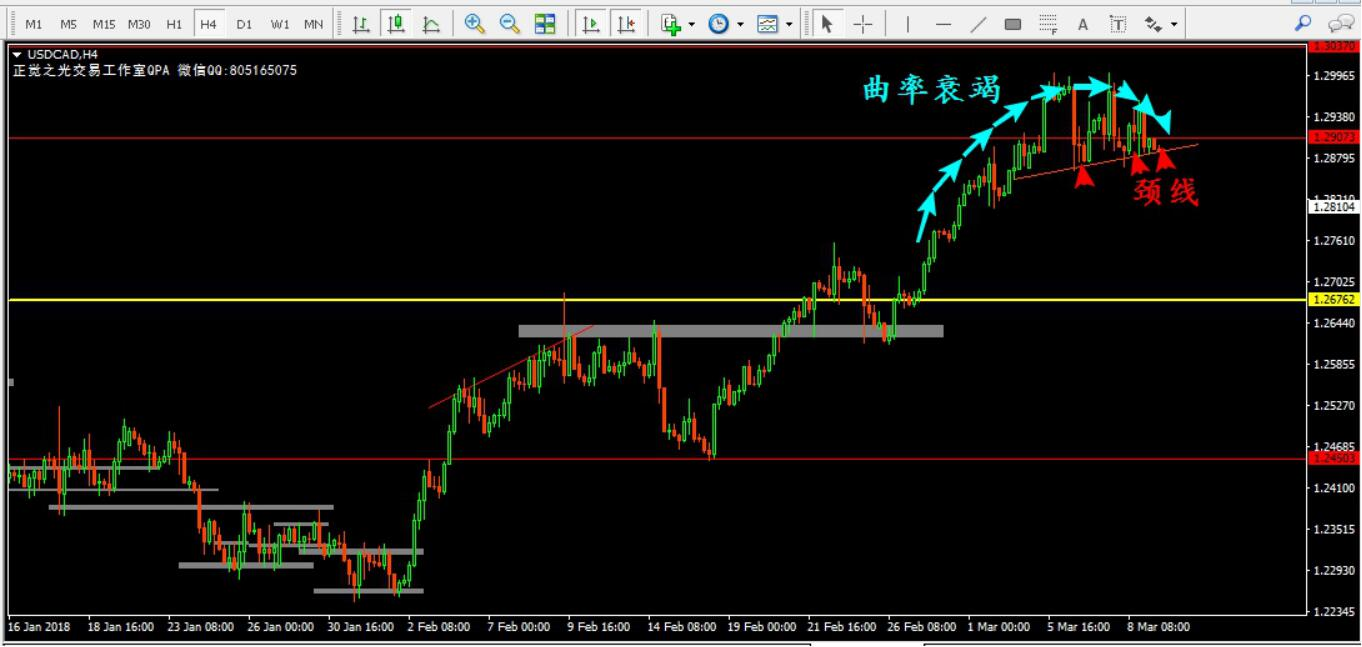 M1 M5 M15 M30 H1 H4 D1 W1 MN
A T
F
USDCAD,H4
正觉之光交易工作室QPA 微信QQ:805165075
曲率衰竭
颈线
1.30370
1.29965
1.29380
1.29073
1.28795
1.28104
1.27610
1.27025
1.26762
1.26440
1.25855
1.25270
1.24685
1.24503
1.24100
1.23515
1.22930
1.22345
16 Jan 2018 18 Jan 16:00 23 Jan 08:00 26 Jan 00:00 30 Jan 16:00 2 Feb 08:00 7 Feb 00:00 9 Feb 16:00 14 Feb 08:00 19 Feb 00:00 21 Feb 16:00 26 Feb 08:00 1 Mar 00:00 5 Mar 16:00 8 Mar 08:00